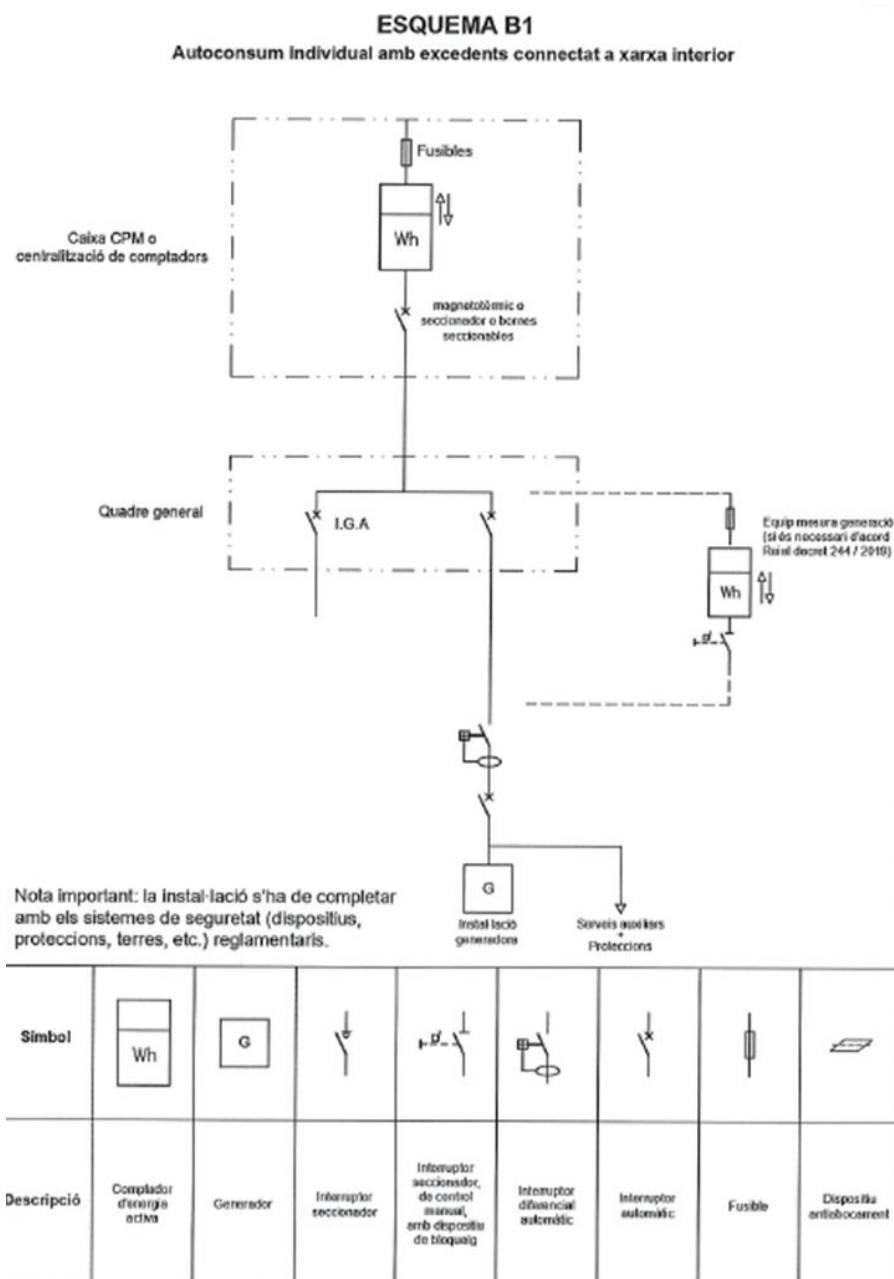 ESQUEMA B1
Autoconsum individual amb excedents connectat a xarxa interior
Fusibles
Wh
Caixa CPM o
centralització de comptadors
magnetotèrmic o
seccionador o bornes
seccionables
Quadre general
I.G.A
Equip mesura generació
(si és necessari d'acord
Reial decret 244 / 2019)
Wh
G
Instal·lació
generadora
Serveis auxiliars
+
Proteccions
Nota important: la instal·lació s'ha de completar
amb els sistemes de seguretat (dispositius,
proteccions, terres, etc.) reglamentaris.
Símbol
Wh
G
Descripció
Comptador
d'energia
activa
Generador
Interruptor
seccionador
Interruptor
seccionador,
de control
manual,
amb dispositiu
de bloqueig
Interruptor
diferencial
automàtic
Interruptor
automàtic
Fusible
Dispositiu
antiabocament